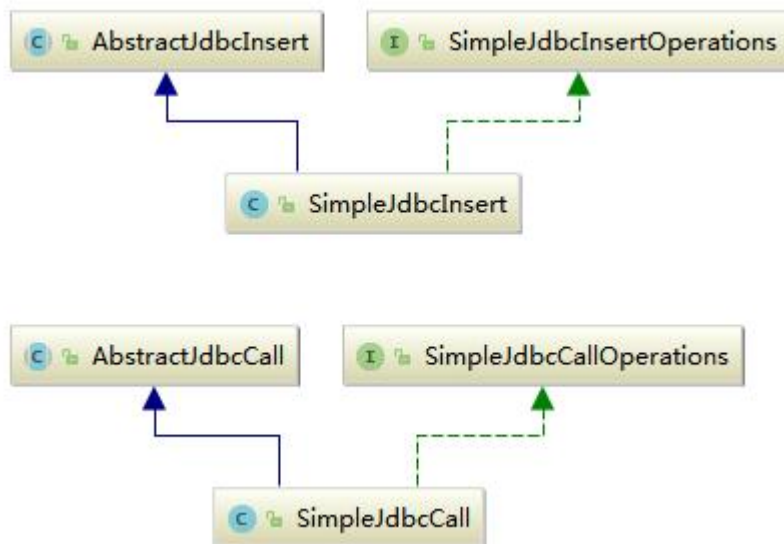 C AbstractJdbcInsert
I SimpleJdbcInsertOperations
C SimpleJdbcInsert
C AbstractJdbcCall
I SimpleJdbcCallOperations
C SimpleJdbcCall